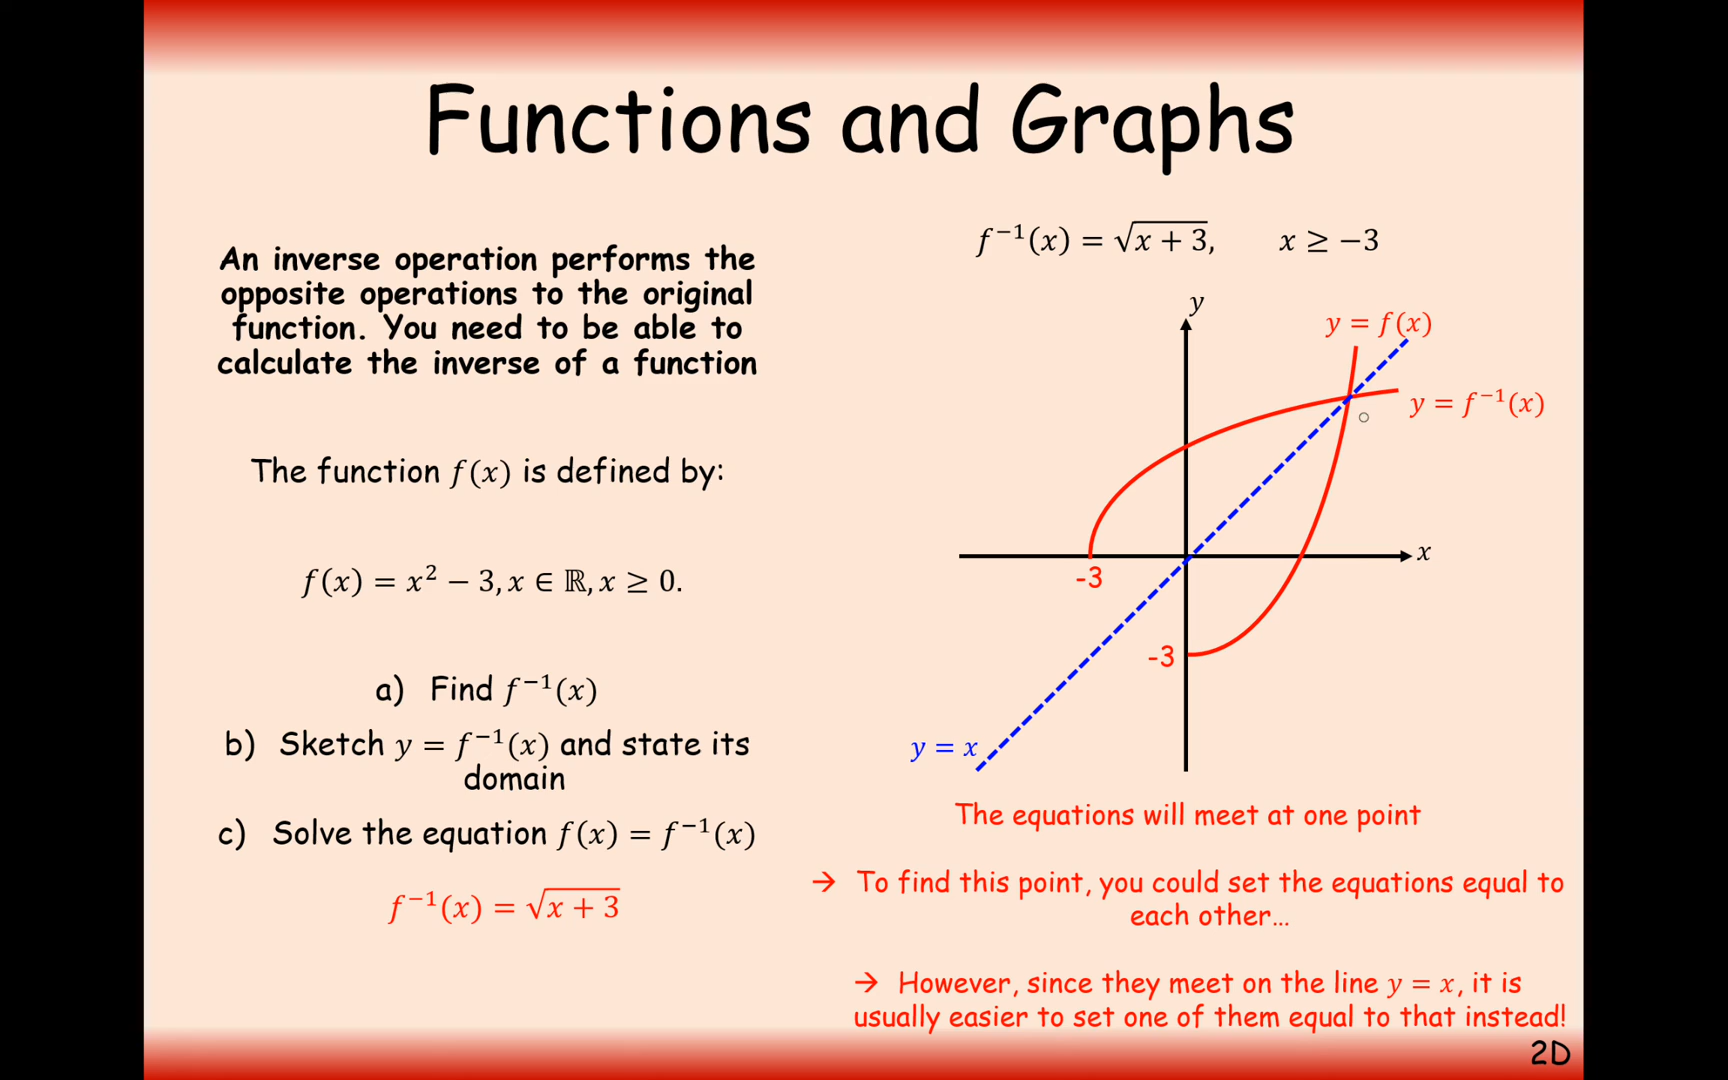 Functions and Graphs
An inverse operation performs the
opposite operations to the original
function. You need to be able to
calculate the inverse of a function
The function f(x) is defined by:
f(x) = x² − 3, x ∈ ℝ, x ≥ 0.
a) Find f⁻¹(x)
b) Sketch y = f⁻¹(x) and state its
domain
c) Solve the equation f(x) = f⁻¹(x)
f⁻¹(x) = √(x + 3)
f⁻¹(x) = √(x + 3), x ≥ −3
y
y = f(x)
y = f⁻¹(x)
x
-3
-3
y = x
The equations will meet at one point
→ To find this point, you could set the equations equal to
each other…
→ However, since they meet on the line y = x, it is
usually easier to set one of them equal to that instead!
2D